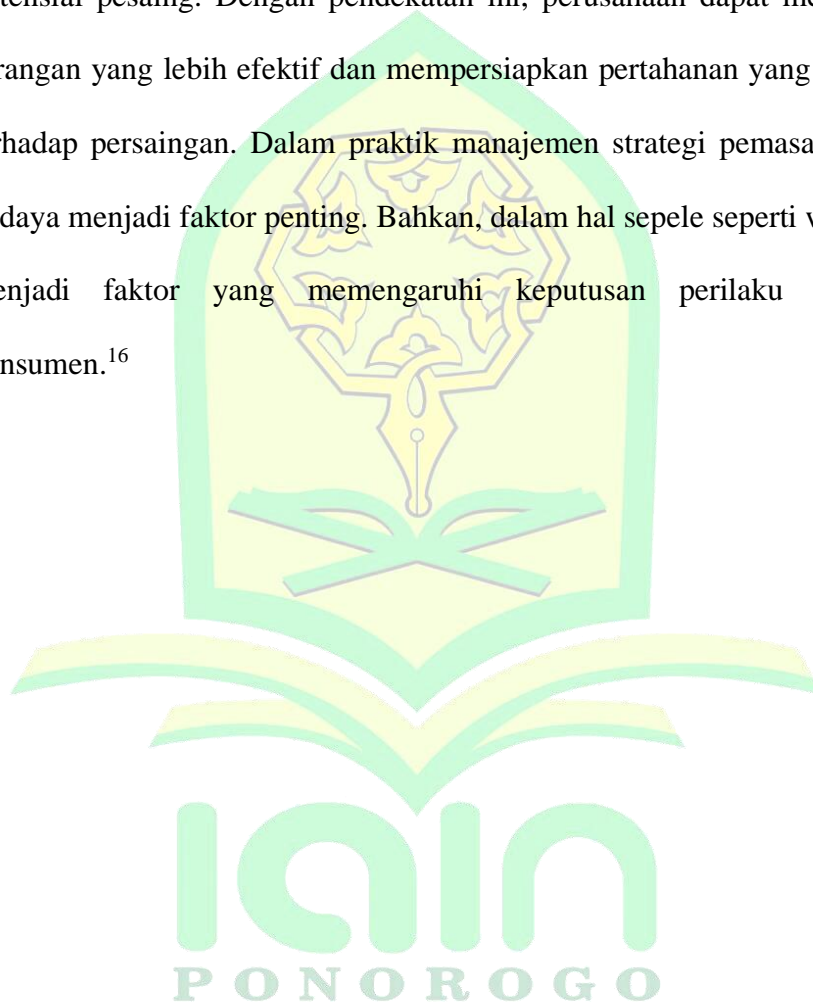 tensial pesaing. Dengan pendekatan ini, perusahaan dapat
rangan yang lebih efektif dan mempersiapkan pertahanan yang
rhadap persaingan. Dalam praktik manajemen strategi
daya menjadi faktor penting. Bahkan, dalam hal sepele seperti
enjadi faktor yang memengaruhi keputusan perilaku
nsumen.16
iain
PONOROGO